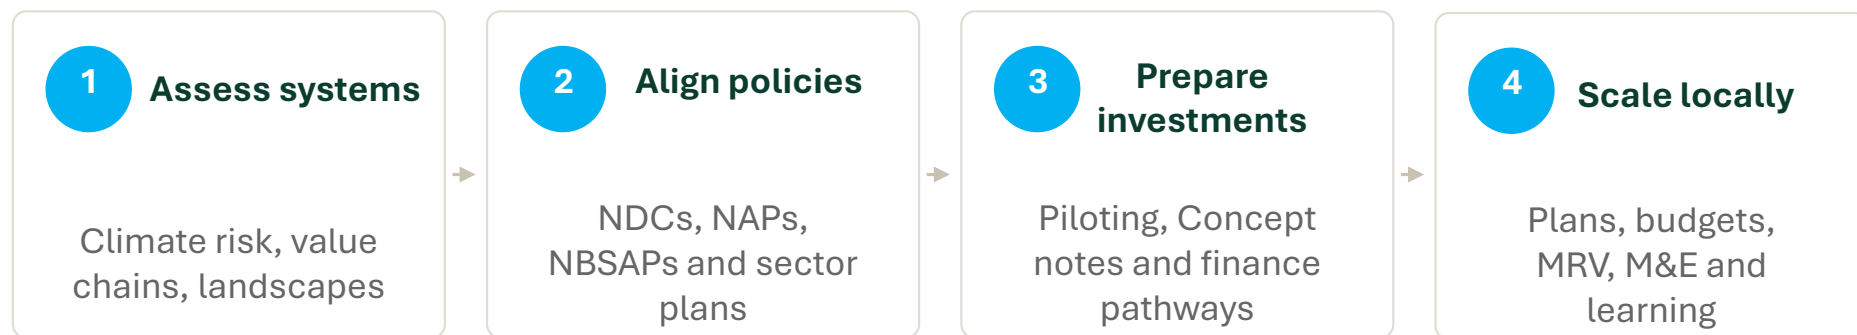 1
Assess systems
Climate risk, value
chains, landscapes
2
Align policies
NDCs, NAPs,
NBSAPs and sector
plans
3
Prepare
investments
Piloting, Concept
notes and finance
pathways
4
Scale locally
Plans, budgets,
MRV, M&E and
learning